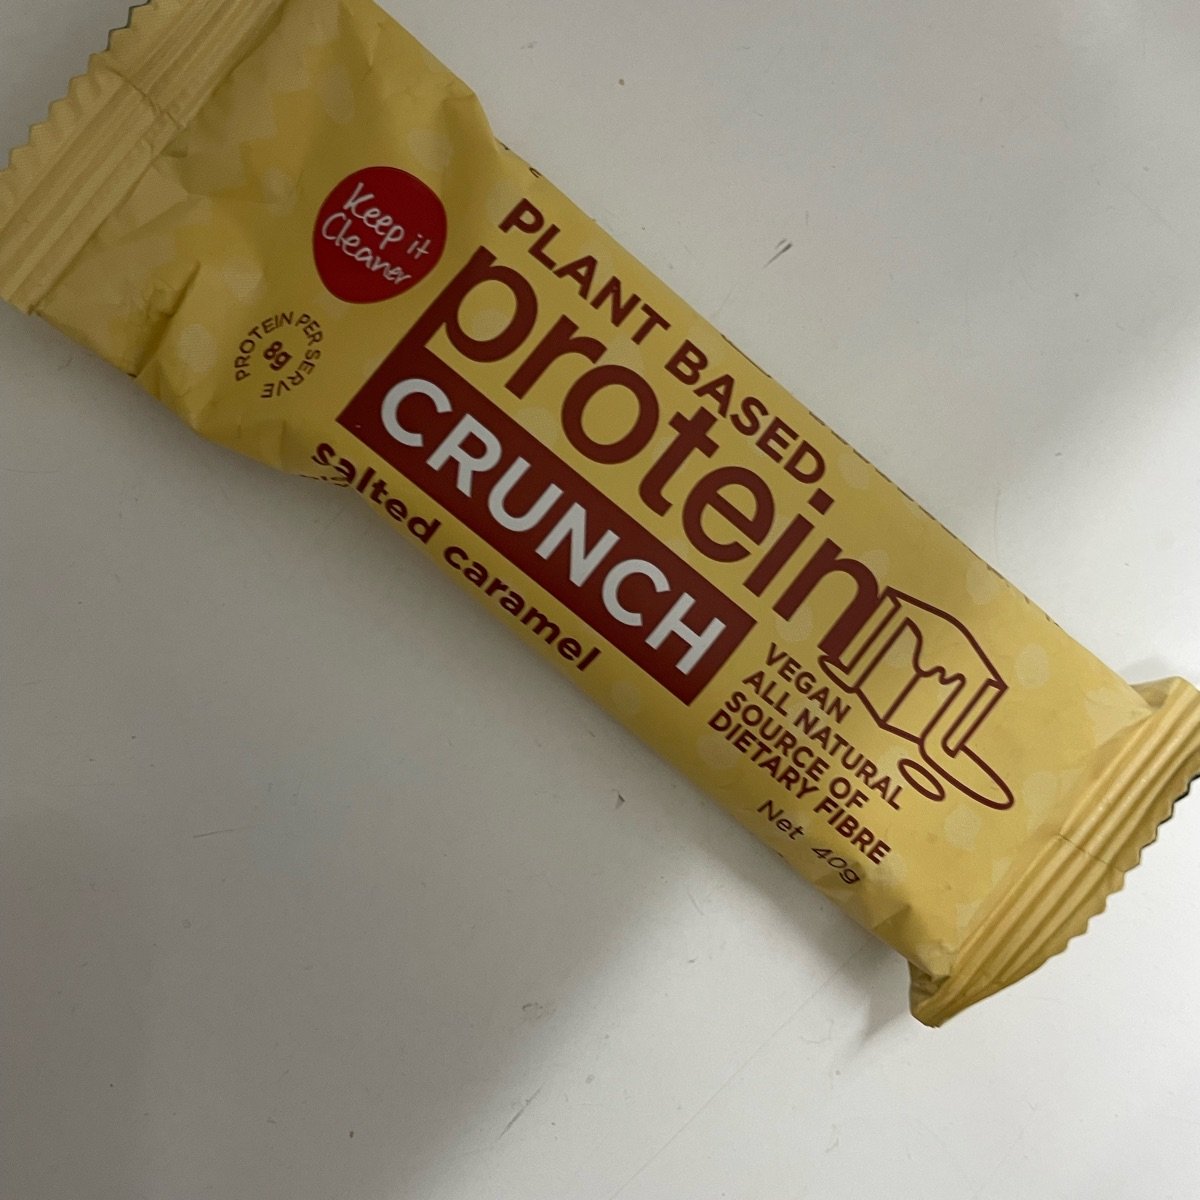 Keep it
Cleaner
PROTEIN PER SERVE
8g
PLANT BASED
protein
CRUNCH
salted caramel
VEGAN
ALL NATURAL
SOURCE OF
DIETARY FIBRE
Net 40g